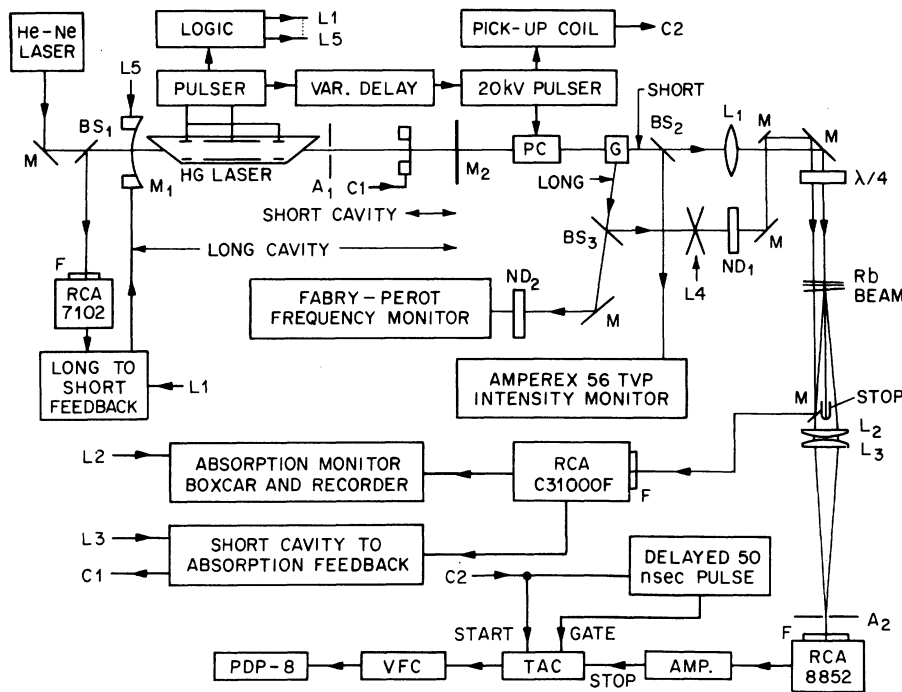 He-Ne
LASER
LOGIC
L1
L5
PICK-UP COIL
C2
L5
PULSER
VAR. DELAY
20kV PULSER
SHORT
BS1
M
M1
HG LASER
A1
C1
M2
PC
G
BS2
L1
M
M
λ/4
SHORT CAVITY
LONG
LONG CAVITY
BS3
L4
ND1
M
F
RCA
7102
FABRY-PEROT
FREQUENCY MONITOR
ND2
M
Rb
BEAM
LONG TO
SHORT
FEEDBACK
L1
AMPEREX 56 TVP
INTENSITY MONITOR
M
STOP
L2
L3
L2
ABSORPTION MONITOR
BOXCAR AND RECORDER
RCA
C31000F
F
L3
C1
SHORT CAVITY TO
ABSORPTION FEEDBACK
C2
DELAYED 50
nsec PULSE
START
GATE
A2
F
PDP-8
VFC
TAC
STOP
AMP.
RCA
8852